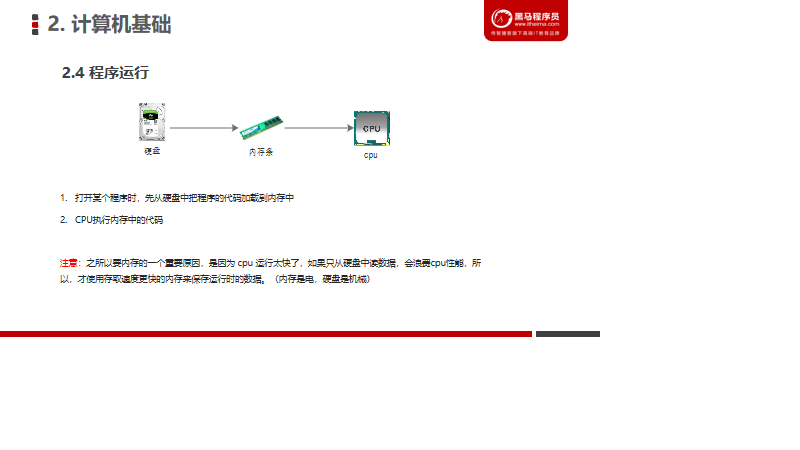 2. 计算机基础
黑马程序员
www.itheima.com
传智播客旗下高端IT教育品牌
2.4 程序运行
CPU
硬盘
内存条
cpu
1. 打开某个程序时，先从硬盘中把程序的代码加载到内存中
2. CPU执行内存中的代码
注意：之所以要内存的一个重要原因，是因为 cpu 运行太快了，如果只从硬盘中读数据，会浪费cpu性能，所
以，才使用存取速度更快的内存来保存运行时的数据。（内存是电，硬盘是机械）